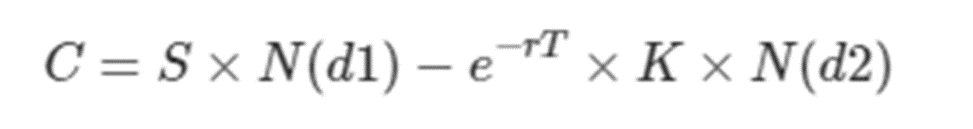 C = S × N(d1) − e^{−rT} × K × N(d2)